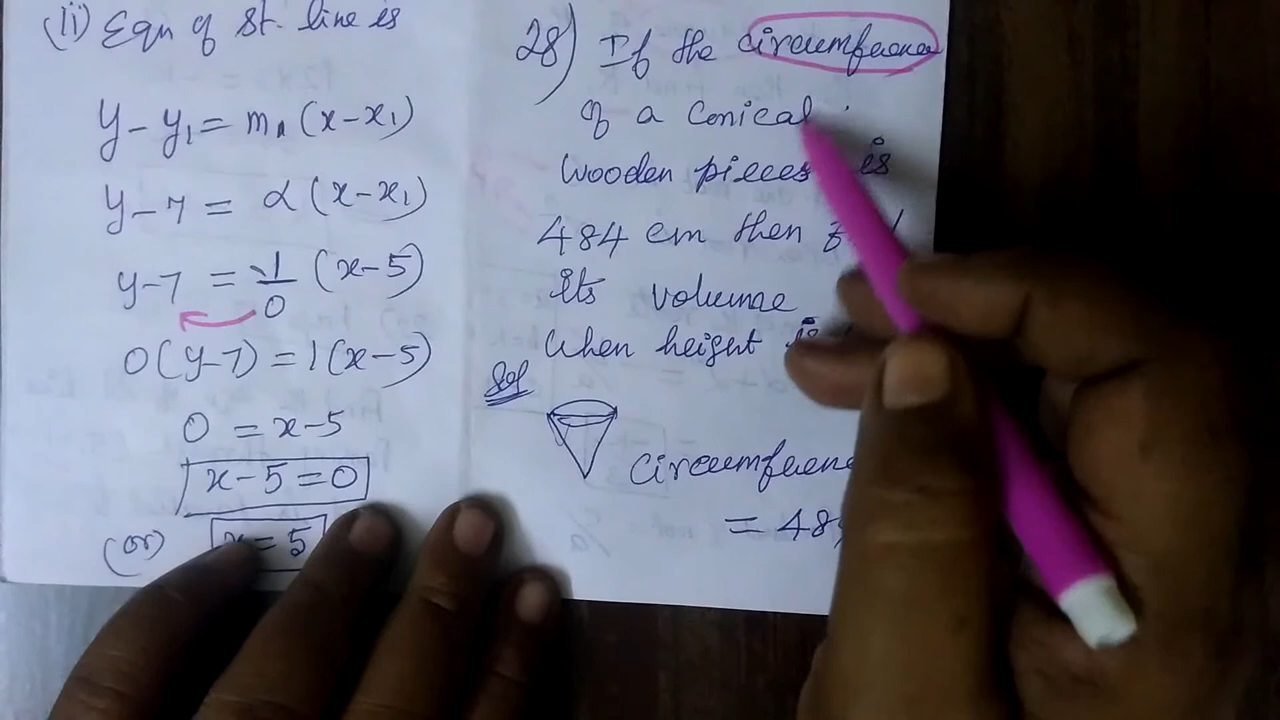 (ii) Eqn of st. line is
y - y₁ = m (x - x₁)
y - 7 = α (x - x₁)
y - 7 = 1/0 (x - 5)
0 (y - 7) = 1 (x - 5)
0 = x - 5
x - 5 = 0
(or) x = 5
28) If the circumference
of a conical
wooden pieces is
484 cm then
its volume
when height
Sol
= 48